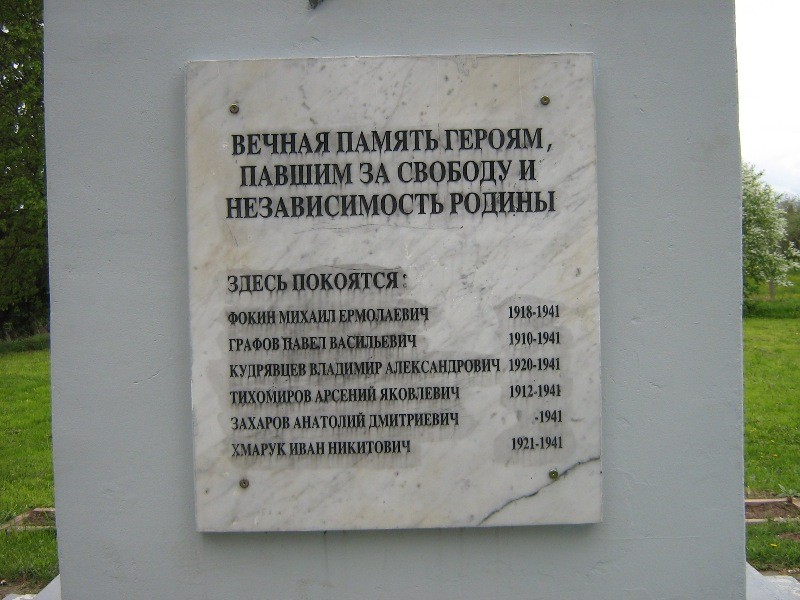 ВЕЧНАЯ ПАМЯТЬ ГЕРОЯМ,
ПАВШИМ ЗА СВОБОДУ И
НЕЗАВИСИМОСТЬ РОДИНЫ
ЗДЕСЬ ПОКОЯТСЯ:
ФОКИН МИХАИЛ ЕРМОЛАЕВИЧ 1918-1941
ГРАФОВ ПАВЕЛ ВАСИЛЬЕВИЧ 1910-1941
КУДРЯВЦЕВ ВЛАДИМИР АЛЕКСАНДРОВИЧ 1920-1941
ТИХОМИРОВ АРСЕНИЙ ЯКОВЛЕВИЧ 1912-1941
ЗАХАРОВ АНАТОЛИЙ ДМИТРИЕВИЧ -1941
ХМАРУК ИВАН НИКИТОВИЧ 1921-1941